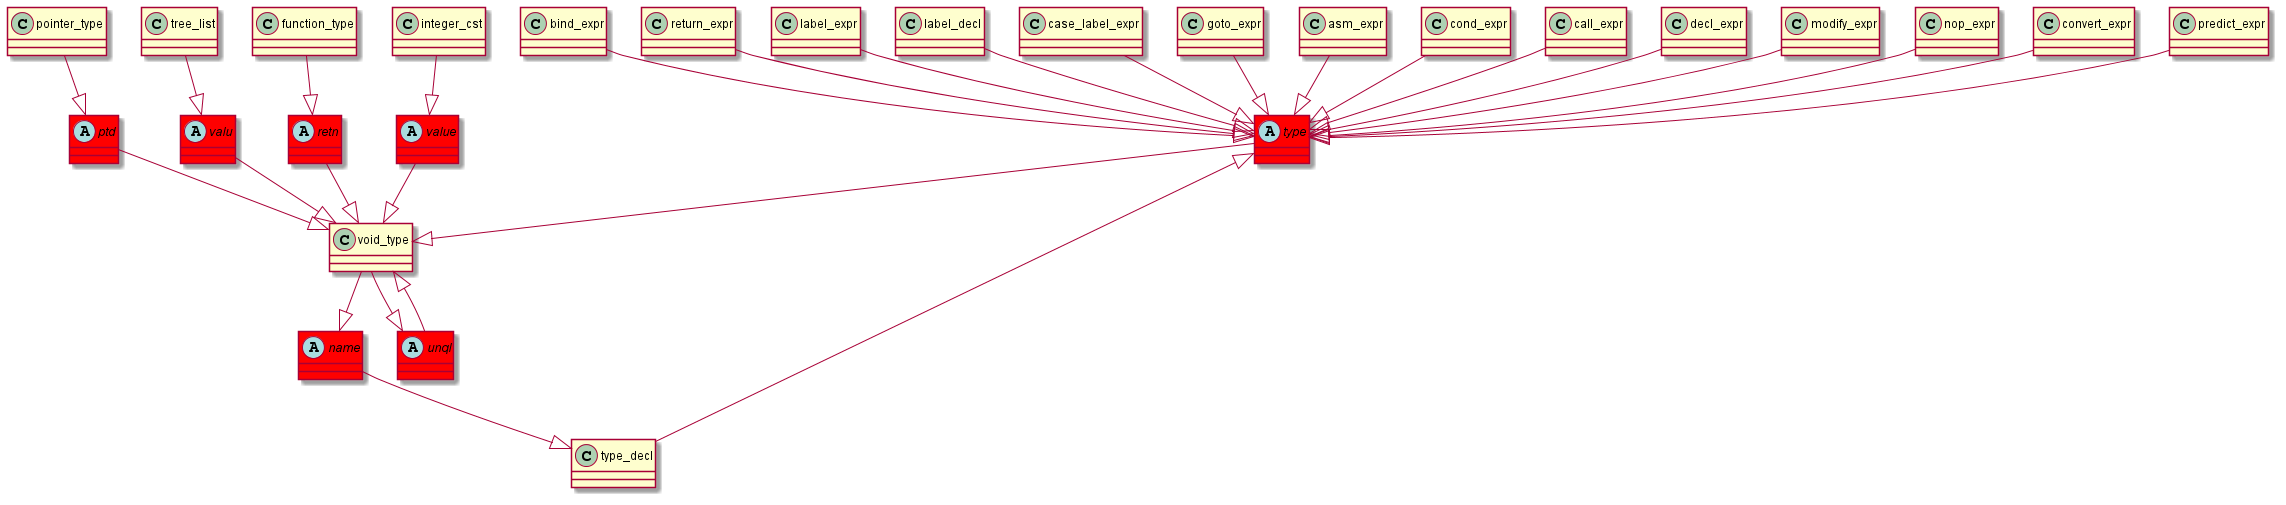 C pointer_type
C tree_list
C function_type
C integer_cst
C bind_expr
C return_expr
C label_expr
C label_decl
C case_label_expr
C goto_expr
C asm_expr
C cond_expr
C call_expr
C decl_expr
C modify_expr
C nop_expr
C convert_expr
C predict_expr
A ptd
A valu
A retn
A value
A type
C void_type
A name
A unql
C type_decl